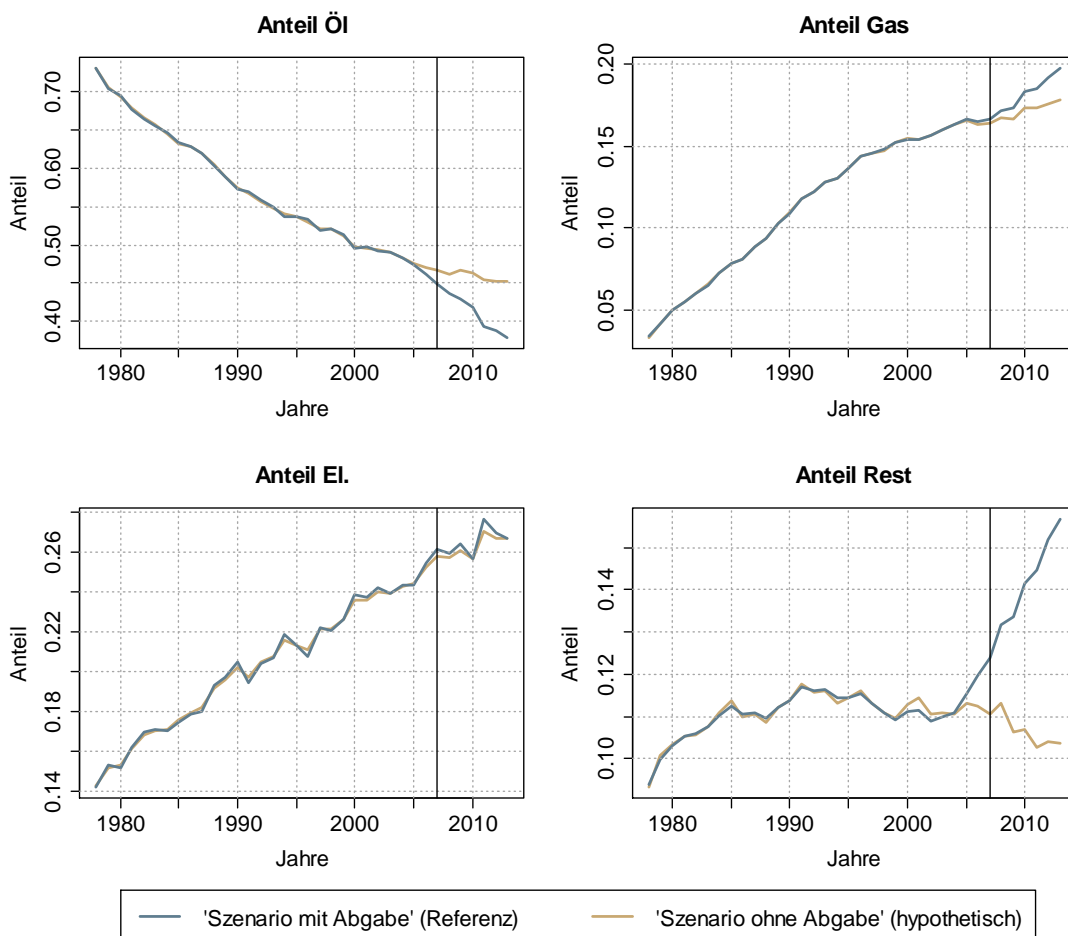 Anteil Öl
Anteil
0.40 0.50 0.60 0.70
1980 1990 2000 2010
Jahre
Anteil Gas
Anteil
0.05 0.10 0.15 0.20
1980 1990 2000 2010
Jahre
Anteil El.
Anteil
0.14 0.18 0.22 0.26
1980 1990 2000 2010
Jahre
Anteil Rest
Anteil
0.10 0.12 0.14
1980 1990 2000 2010
Jahre
'Szenario mit Abgabe' (Referenz)
'Szenario ohne Abgabe' (hypothetisch)